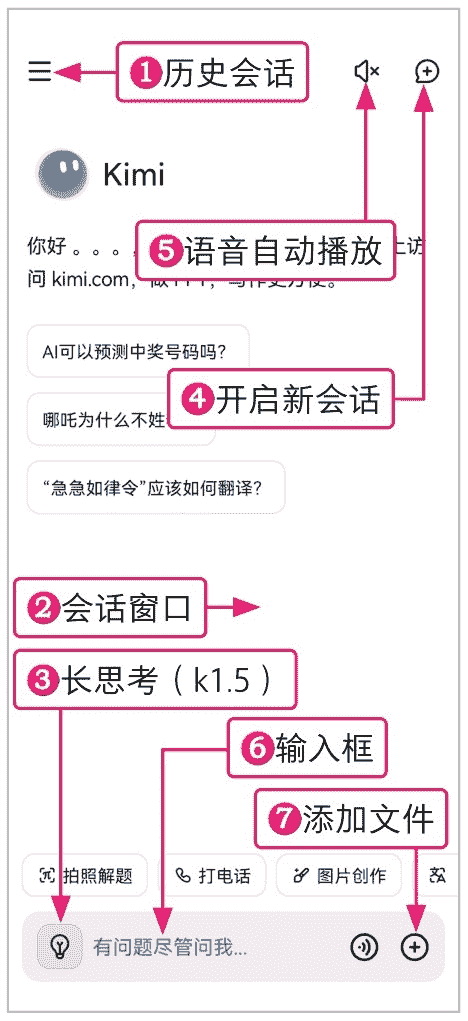 ❶历史会话
Kimi
你好 。。。,
❺语音自动播放
上访
问 kimi.com,
AI可以预测中奖号码吗?
❹开启新会话
哪吒为什么不姓
“急急如律令”应该如何翻译?
❷会话窗口
❸长思考(k1.5)
❻输入框
❼添加文件
拍照解题
打电话
图片创作
有问题尽管问我...